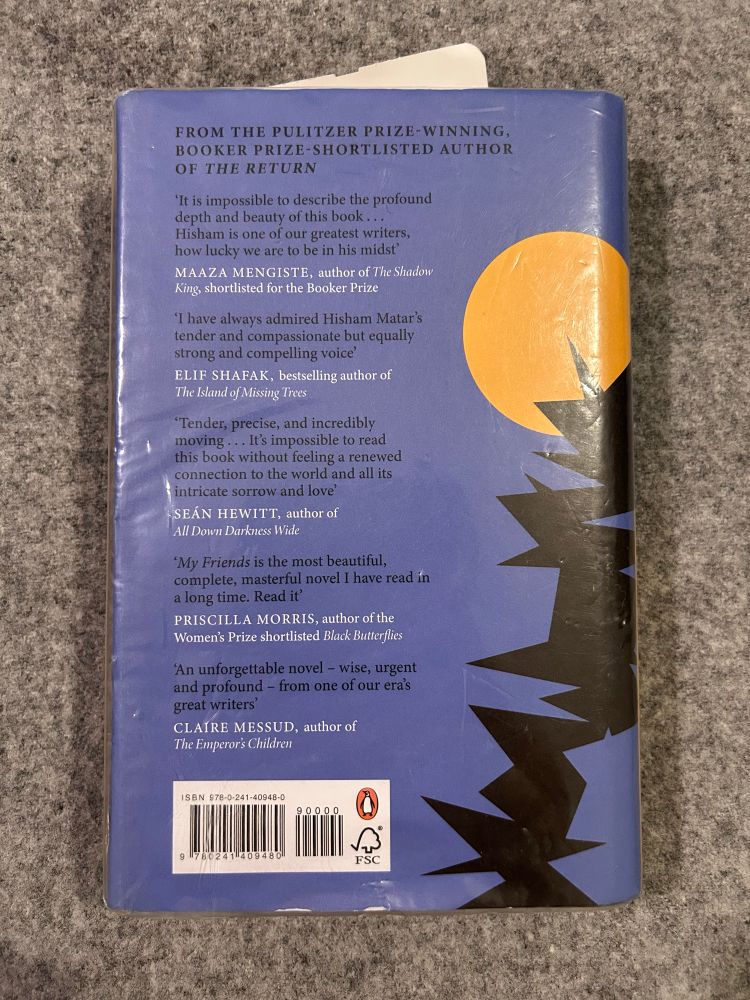 FROM THE PULITZER PRIZE-WINNING,
BOOKER PRIZE-SHORTLISTED AUTHOR
OF THE RETURN
‘It is impossible to describe the profound
depth and beauty of this book . . .
Hisham is one of our greatest writers,
how lucky we are to be in his midst’
MAAZA MENGISTE, author of The Shadow
King, shortlisted for the Booker Prize
‘I have always admired Hisham Matar’s
tender and compassionate but equally
strong and compelling voice’
ELIF SHAFAK, bestselling author of
The Island of Missing Trees
‘Tender, precise, and incredibly
moving . . . It’s impossible to read
this book without feeling a renewed
connection to the world and all its
intricate sorrow and love’
SEÁN HEWITT, author of
All Down Darkness Wide
‘My Friends is the most beautiful,
complete, masterful novel I have read in
a long time. Read it’
PRISCILLA MORRIS, author of the
Women’s Prize shortlisted Black Butterflies
‘An unforgettable novel – wise, urgent
and profound – from one of our era’s
great writers’
CLAIRE MESSUD, author of
The Emperor’s Children
ISBN 978-0-241-40948-0
90000
9 780241 409480
FSC